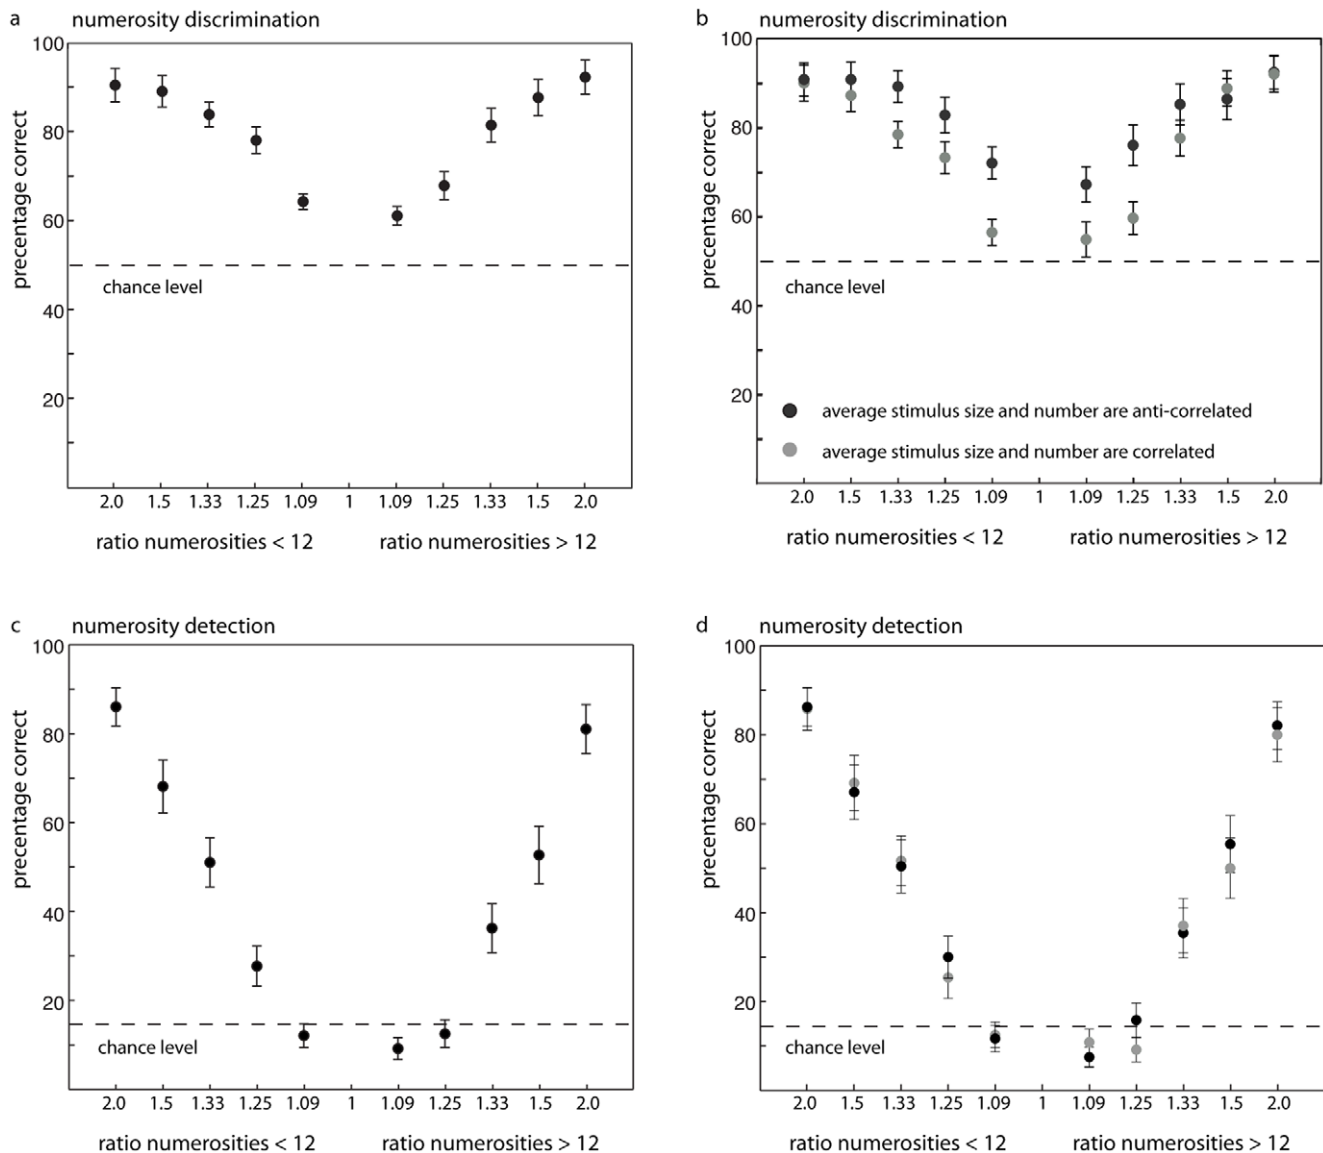 a numerosity discrimination
100
80
60
40
20
precentage correct
chance level
2.0 1.5 1.33 1.25 1.09 1 1.09 1.25 1.33 1.5 2.0
ratio numerosities < 12 ratio numerosities > 12
b numerosity discrimination
100
80
60
40
20
precentage correct
chance level
average stimulus size and number are anti-correlated
average stimulus size and number are correlated
2.0 1.5 1.33 1.25 1.09 1 1.09 1.25 1.33 1.5 2.0
ratio numerosities < 12 ratio numerosities > 12
c numerosity detection
100
80
60
40
20
precentage correct
chance level
2.0 1.5 1.33 1.25 1.09 1 1.09 1.25 1.33 1.5 2.0
ratio numerosities < 12 ratio numerosities > 12
d numerosity detection
100
80
60
40
20
precentage correct
chance level
2.0 1.5 1.33 1.25 1.09 1 1.09 1.25 1.33 1.5 2.0
ratio numerosities < 12 ratio numerosities > 12